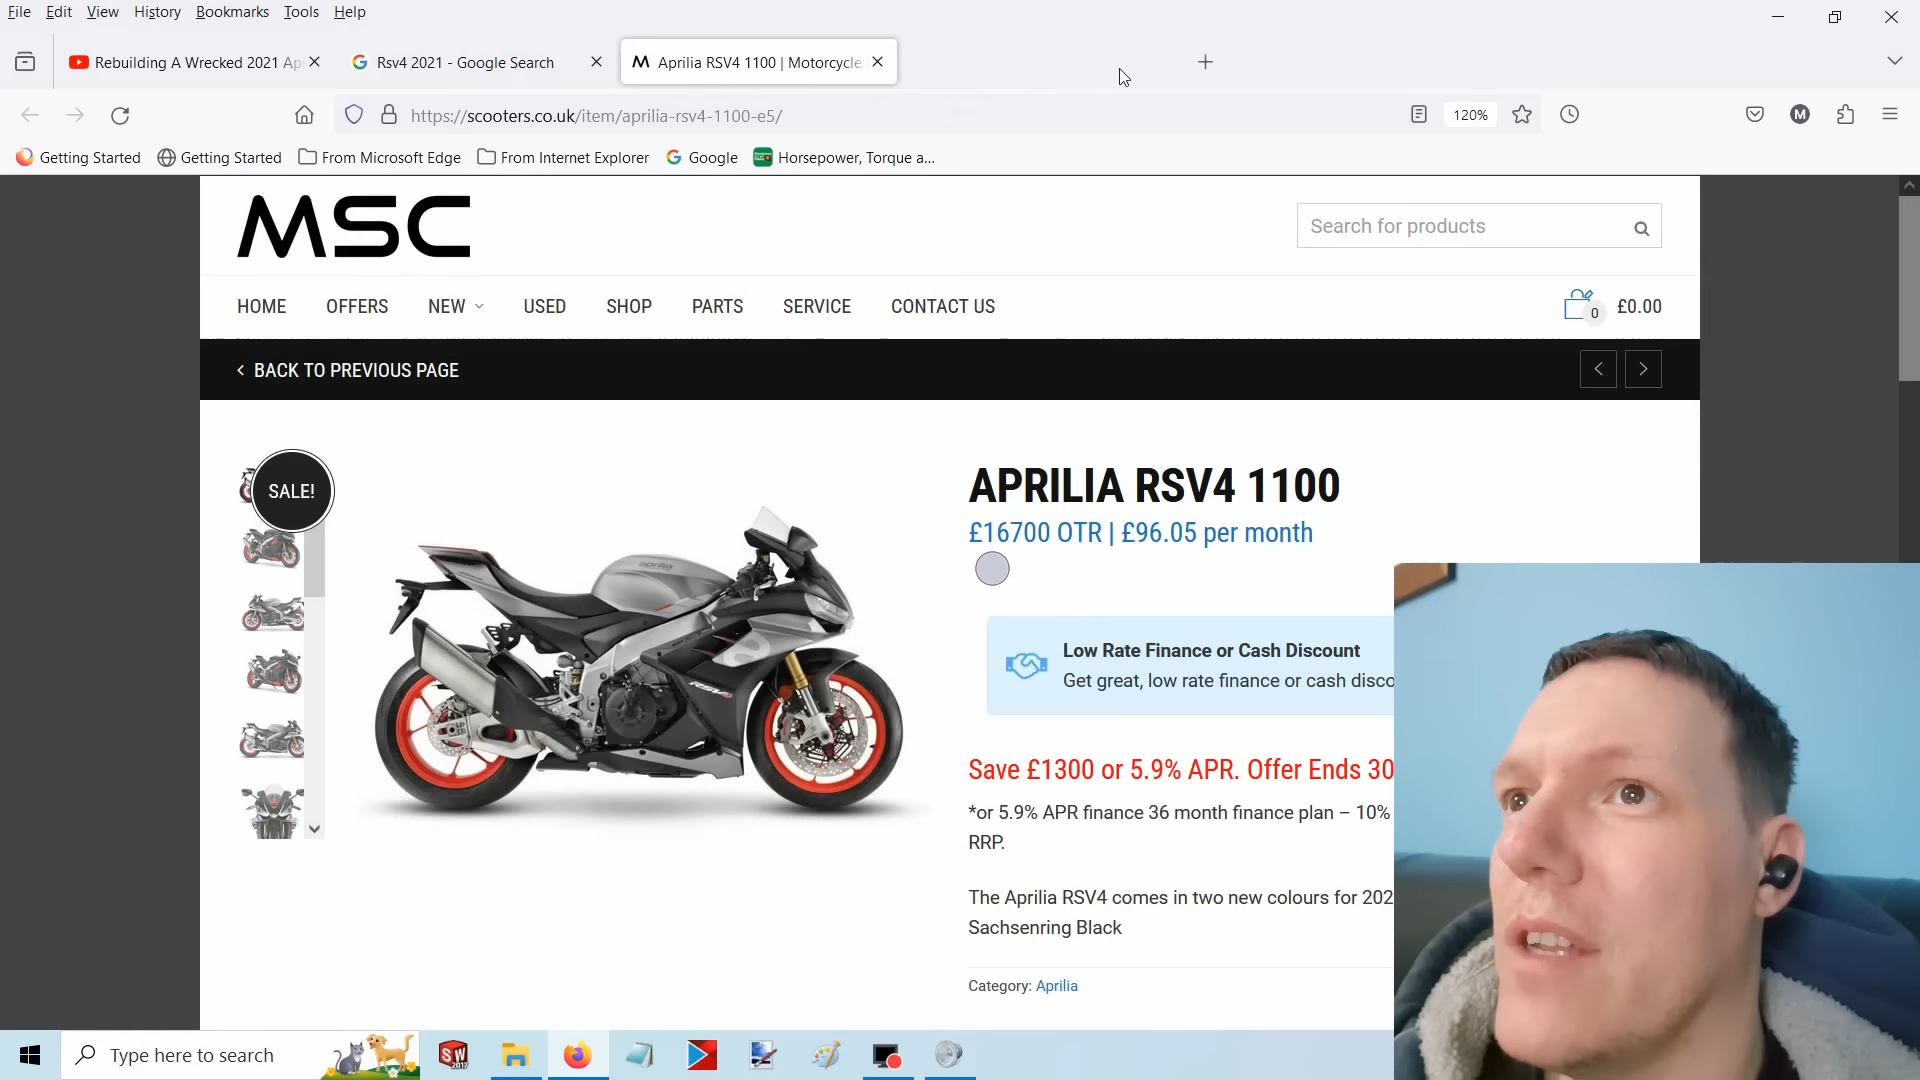 File Edit View History Bookmarks Tools Help
Rebuilding A Wrecked 2021 Ap
Rsv4 2021 - Google Search
Aprilia RSV4 1100 | Motorcycle
https://scooters.co.uk/item/aprilia-rsv4-1100-e5/
120%
M
Getting Started
Getting Started
From Microsoft Edge
From Internet Explorer
Google
Horsepower, Torque a...
MSC
Search for products
HOME OFFERS NEW USED SHOP PARTS SERVICE CONTACT US
0 £0.00
BACK TO PREVIOUS PAGE
SALE!
APRILIA RSV4 1100
£16700 OTR | £96.05 per month
Low Rate Finance or Cash Discount
Get great, low rate finance or cash disco
Save £1300 or 5.9% APR. Offer Ends 30
*or 5.9% APR finance 36 month finance plan – 10%
RRP.
The Aprilia RSV4 comes in two new colours for 202
Sachsenring Black
Category: Aprilia
aprilia
RSV4
Type here to search
SW
2017